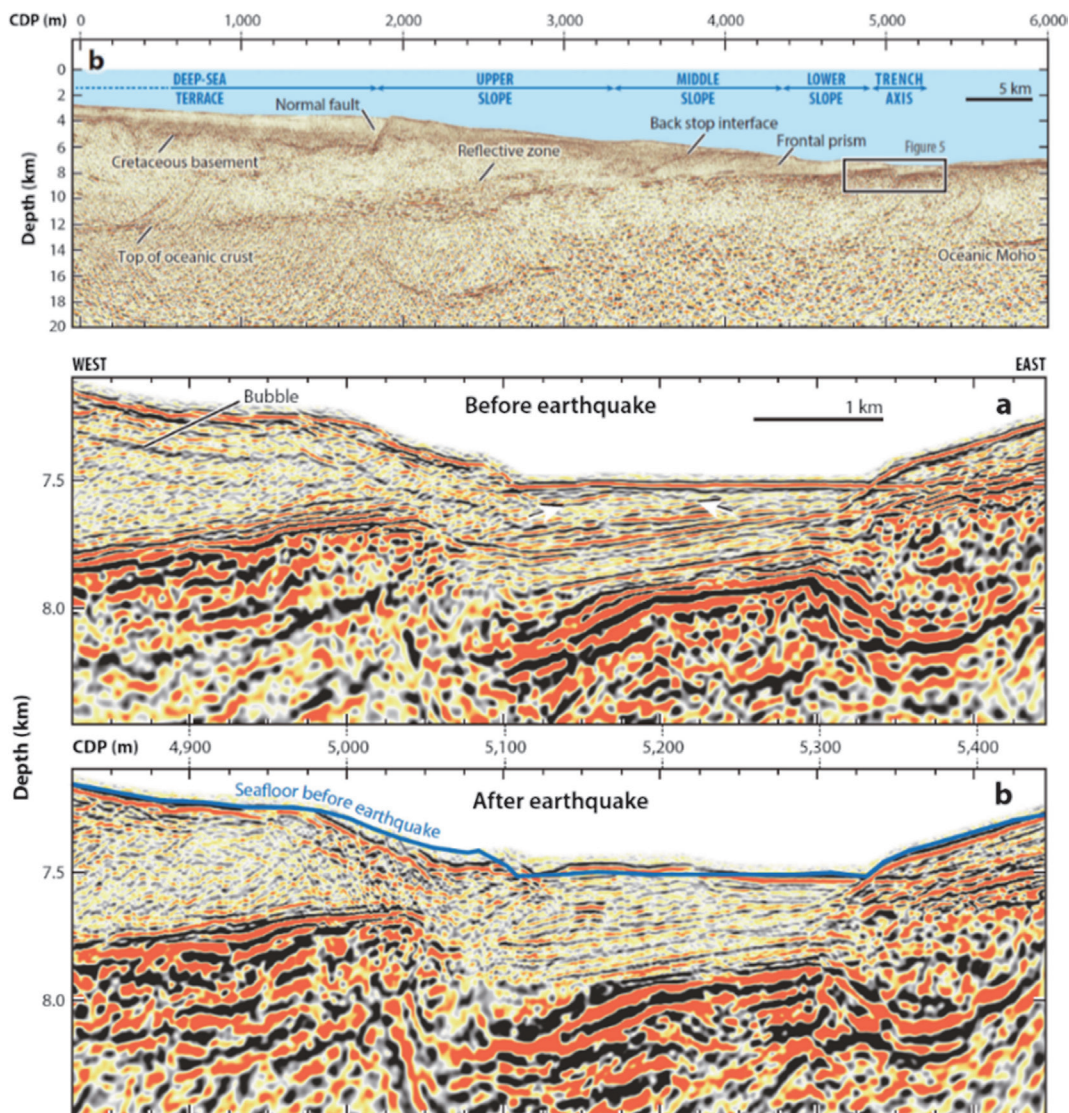 CDP (m) 0 1,000 2,000 3,000 4,000 5,000 6,000
b
0
2
4
6
8
10
12
14
16
18
20
Depth (km)
DEEP-SEA TERRACE
UPPER SLOPE
MIDDLE SLOPE
LOWER SLOPE
TRENCH AXIS
5 km
Normal fault
Back stop interface
Cretaceous basement
Reflective zone
Frontal prism
Figure 5
Top of oceanic crust
Oceanic Moho
WEST
EAST
Bubble
Before earthquake
a
1 km
7.5
8.0
Depth (km)
CDP (m) 4,900 5,000 5,100 5,200 5,300 5,400
Seafloor before earthquake
After earthquake
b
7.5
8.0